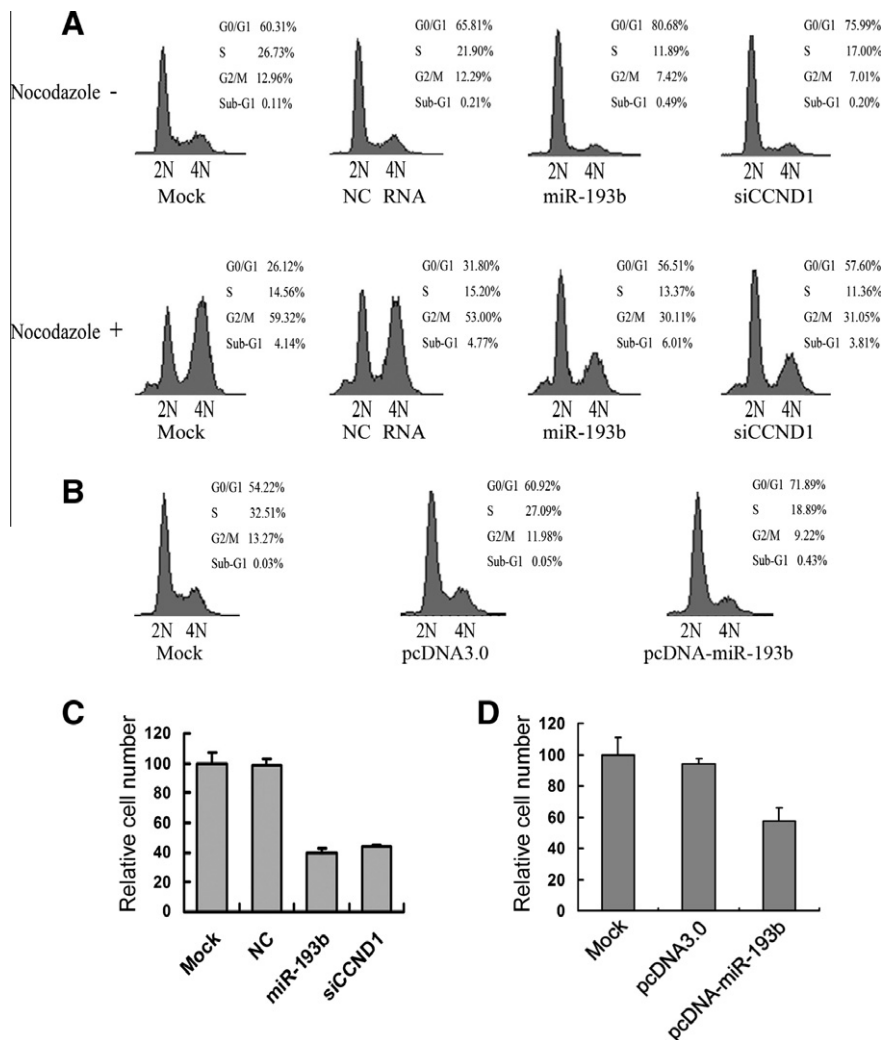 A
Nocodazole -
G0/G1 60.31%
S 26.73%
G2/M 12.96%
Sub-G1 0.11%
2N 4N
Mock
G0/G1 65.81%
S 21.90%
G2/M 12.29%
Sub-G1 0.21%
2N 4N
NC RNA
G0/G1 80.68%
S 11.89%
G2/M 7.42%
Sub-G1 0.49%
2N 4N
miR-193b
G0/G1 75.99%
S 17.00%
G2/M 7.01%
Sub-G1 0.20%
2N 4N
siCCND1
Nocodazole +
G0/G1 26.12%
S 14.56%
G2/M 59.32%
Sub-G1 4.14%
2N 4N
Mock
G0/G1 31.80%
S 15.20%
G2/M 53.00%
Sub-G1 4.77%
2N 4N
NC RNA
G0/G1 56.51%
S 13.37%
G2/M 30.11%
Sub-G1 6.01%
2N 4N
miR-193b
G0/G1 57.60%
S 11.36%
G2/M 31.05%
Sub-G1 3.81%
2N 4N
siCCND1
B
G0/G1 54.22%
S 32.51%
G2/M 13.27%
Sub-G1 0.03%
2N 4N
Mock
G0/G1 60.92%
S 27.09%
G2/M 11.98%
Sub-G1 0.05%
2N 4N
pcDNA3.0
G0/G1 71.89%
S 18.89%
G2/M 9.22%
Sub-G1 0.43%
2N 4N
pcDNA-miR-193b
C
Relative cell number
120
100
80
60
40
20
0
Mock
NC
miR-193b
siCCND1
D
Relative cell number
120
100
80
60
40
20
0
Mock
pcDNA3.0
pcDNA-miR-193b